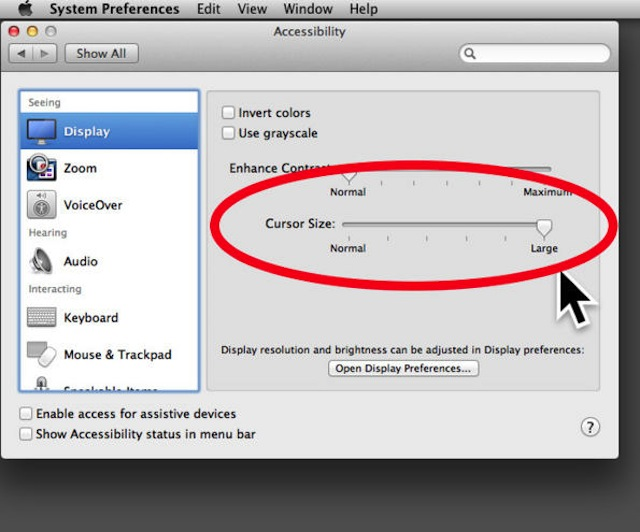 System Preferences Edit View Window Help
Accessibility
Show All
Seeing
Display
Zoom
VoiceOver
Hearing
Audio
Interacting
Keyboard
Mouse & Trackpad
Invert colors
Use grayscale
Enhance
Normal Maximum
Cursor Size:
Normal Large
Display resolution and brightness can be adjusted in Display preferences:
Open Display Preferences...
Enable access for assistive devices
Show Accessibility status in menu bar
?